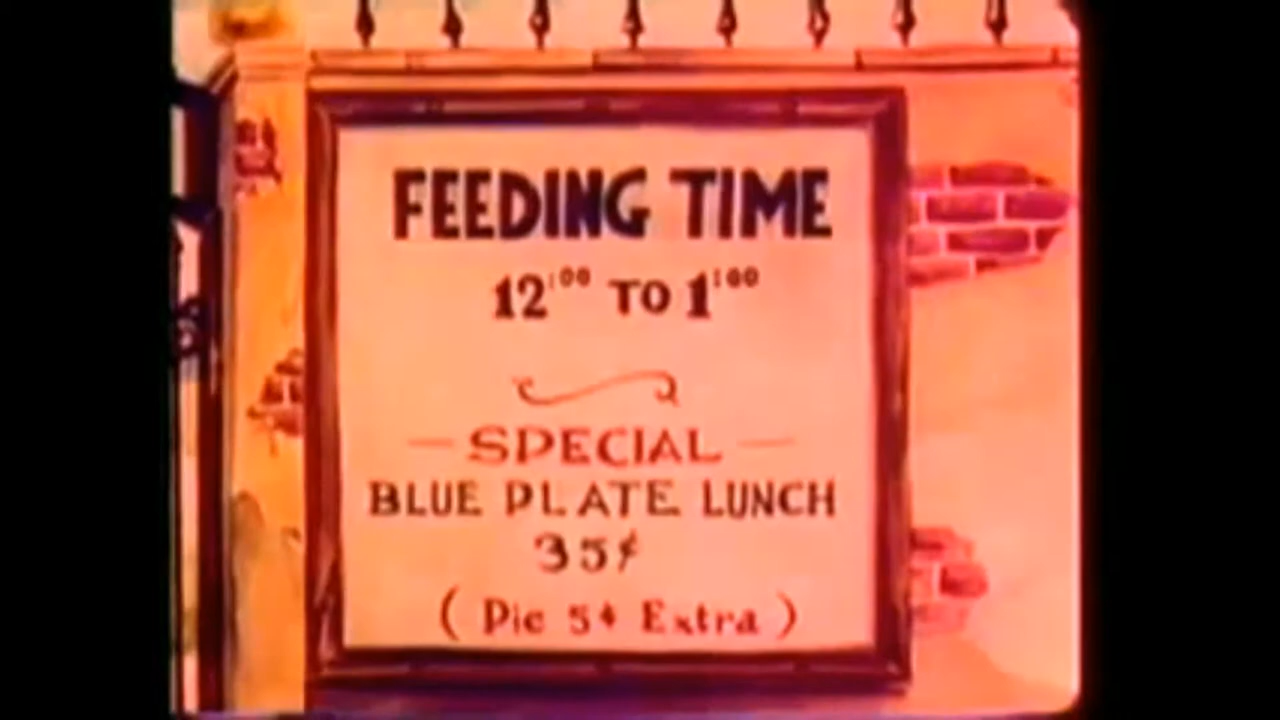 FEEDING TIME
12:00 TO 1:00
— SPECIAL —
BLUE PLATE LUNCH
35¢
( Pie 5¢ Extra )